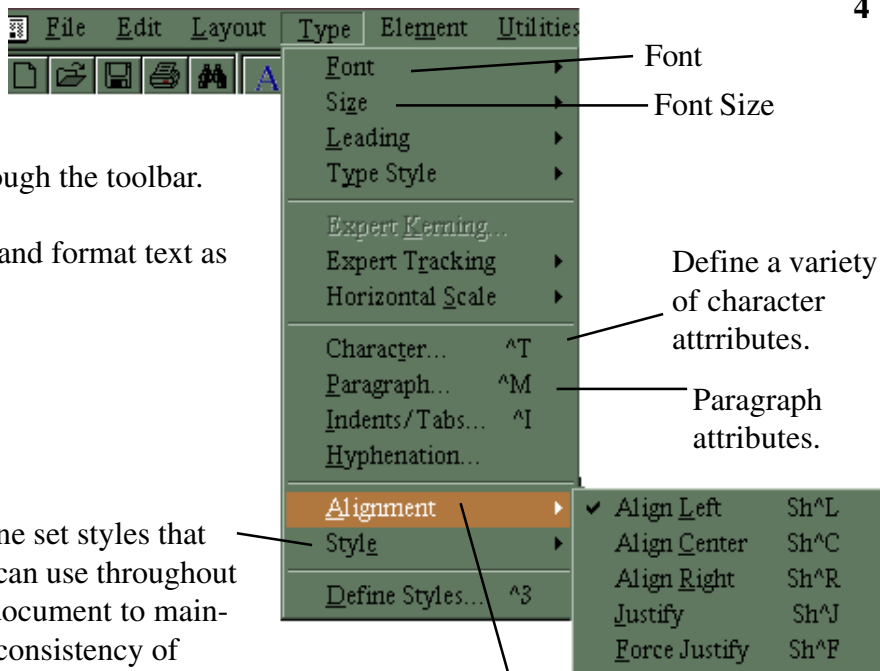 4
File Edit Layout Type Element Utilities
A
Font
Size
Leading
Type Style
Expert Kerning...
Expert Tracking
Horizontal Scale
Character... ^T
Paragraph... ^M
Indents/Tabs... ^I
Hyphenation...
Alignment
Style
Define Styles... ^3
Align Left Sh^L
Align Center Sh^C
Align Right Sh^R
Justify Sh^J
Force Justify Sh^F
Font
Font Size
Define a variety
of character
attrributes.
Paragraph
attributes.
ough the toolbar.
and format text as
ne set styles that
can use throughout
document to main-
consistency of